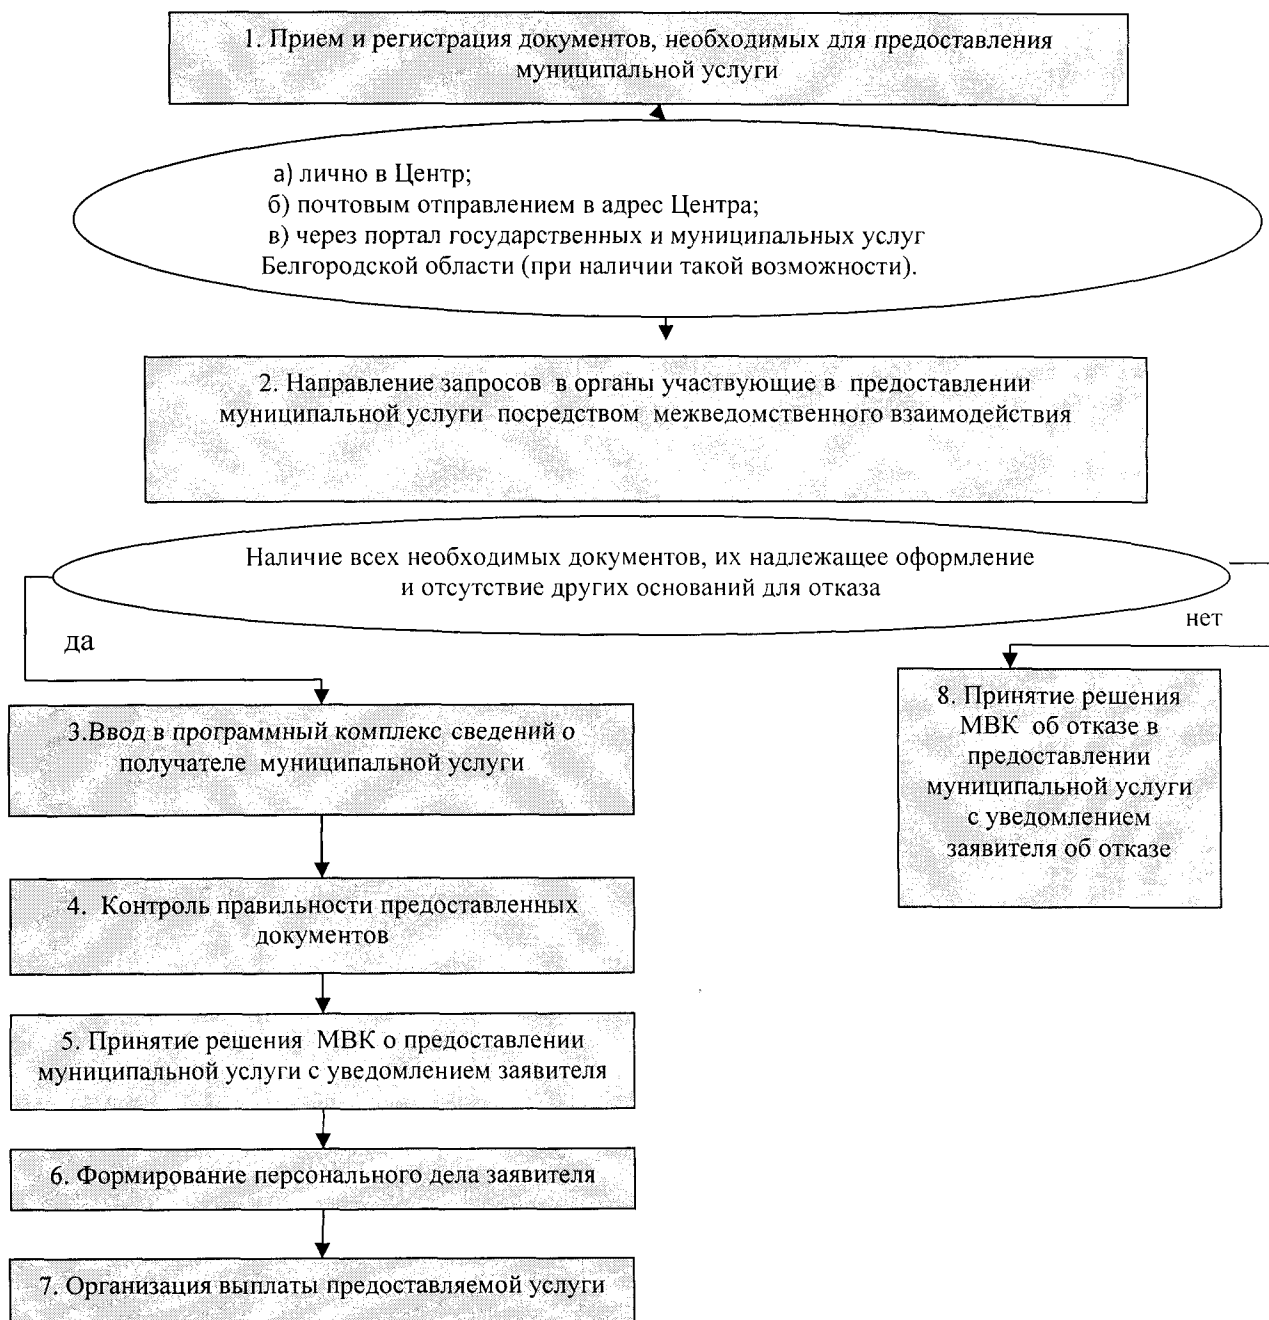 1. Прием и регистрация документов, необходимых для предоставления
муниципальной услуги
а) лично в Центр;
б) почтовым отправлением в адрес Центра;
в) через портал государственных и муниципальных услуг
Белгородской области (при наличии такой возможности).
2. Направление запросов в органы участвующие в предоставлении
муниципальной услуги посредством межведомственного взаимодействия
Наличие всех необходимых документов, их надлежащее оформление
и отсутствие других оснований для отказа
да
нет
3.Ввод в программный комплекс сведений о
получателе муниципальной услуги
4. Контроль правильности предоставленных
документов
5. Принятие решения МВК о предоставлении
муниципальной услуги с уведомлением заявителя
6. Формирование персонального дела заявителя
7. Организация выплаты предоставляемой услуги
8. Принятие решения
МВК об отказе в
предоставлении
муниципальной услуги
с уведомлением
заявителя об отказе